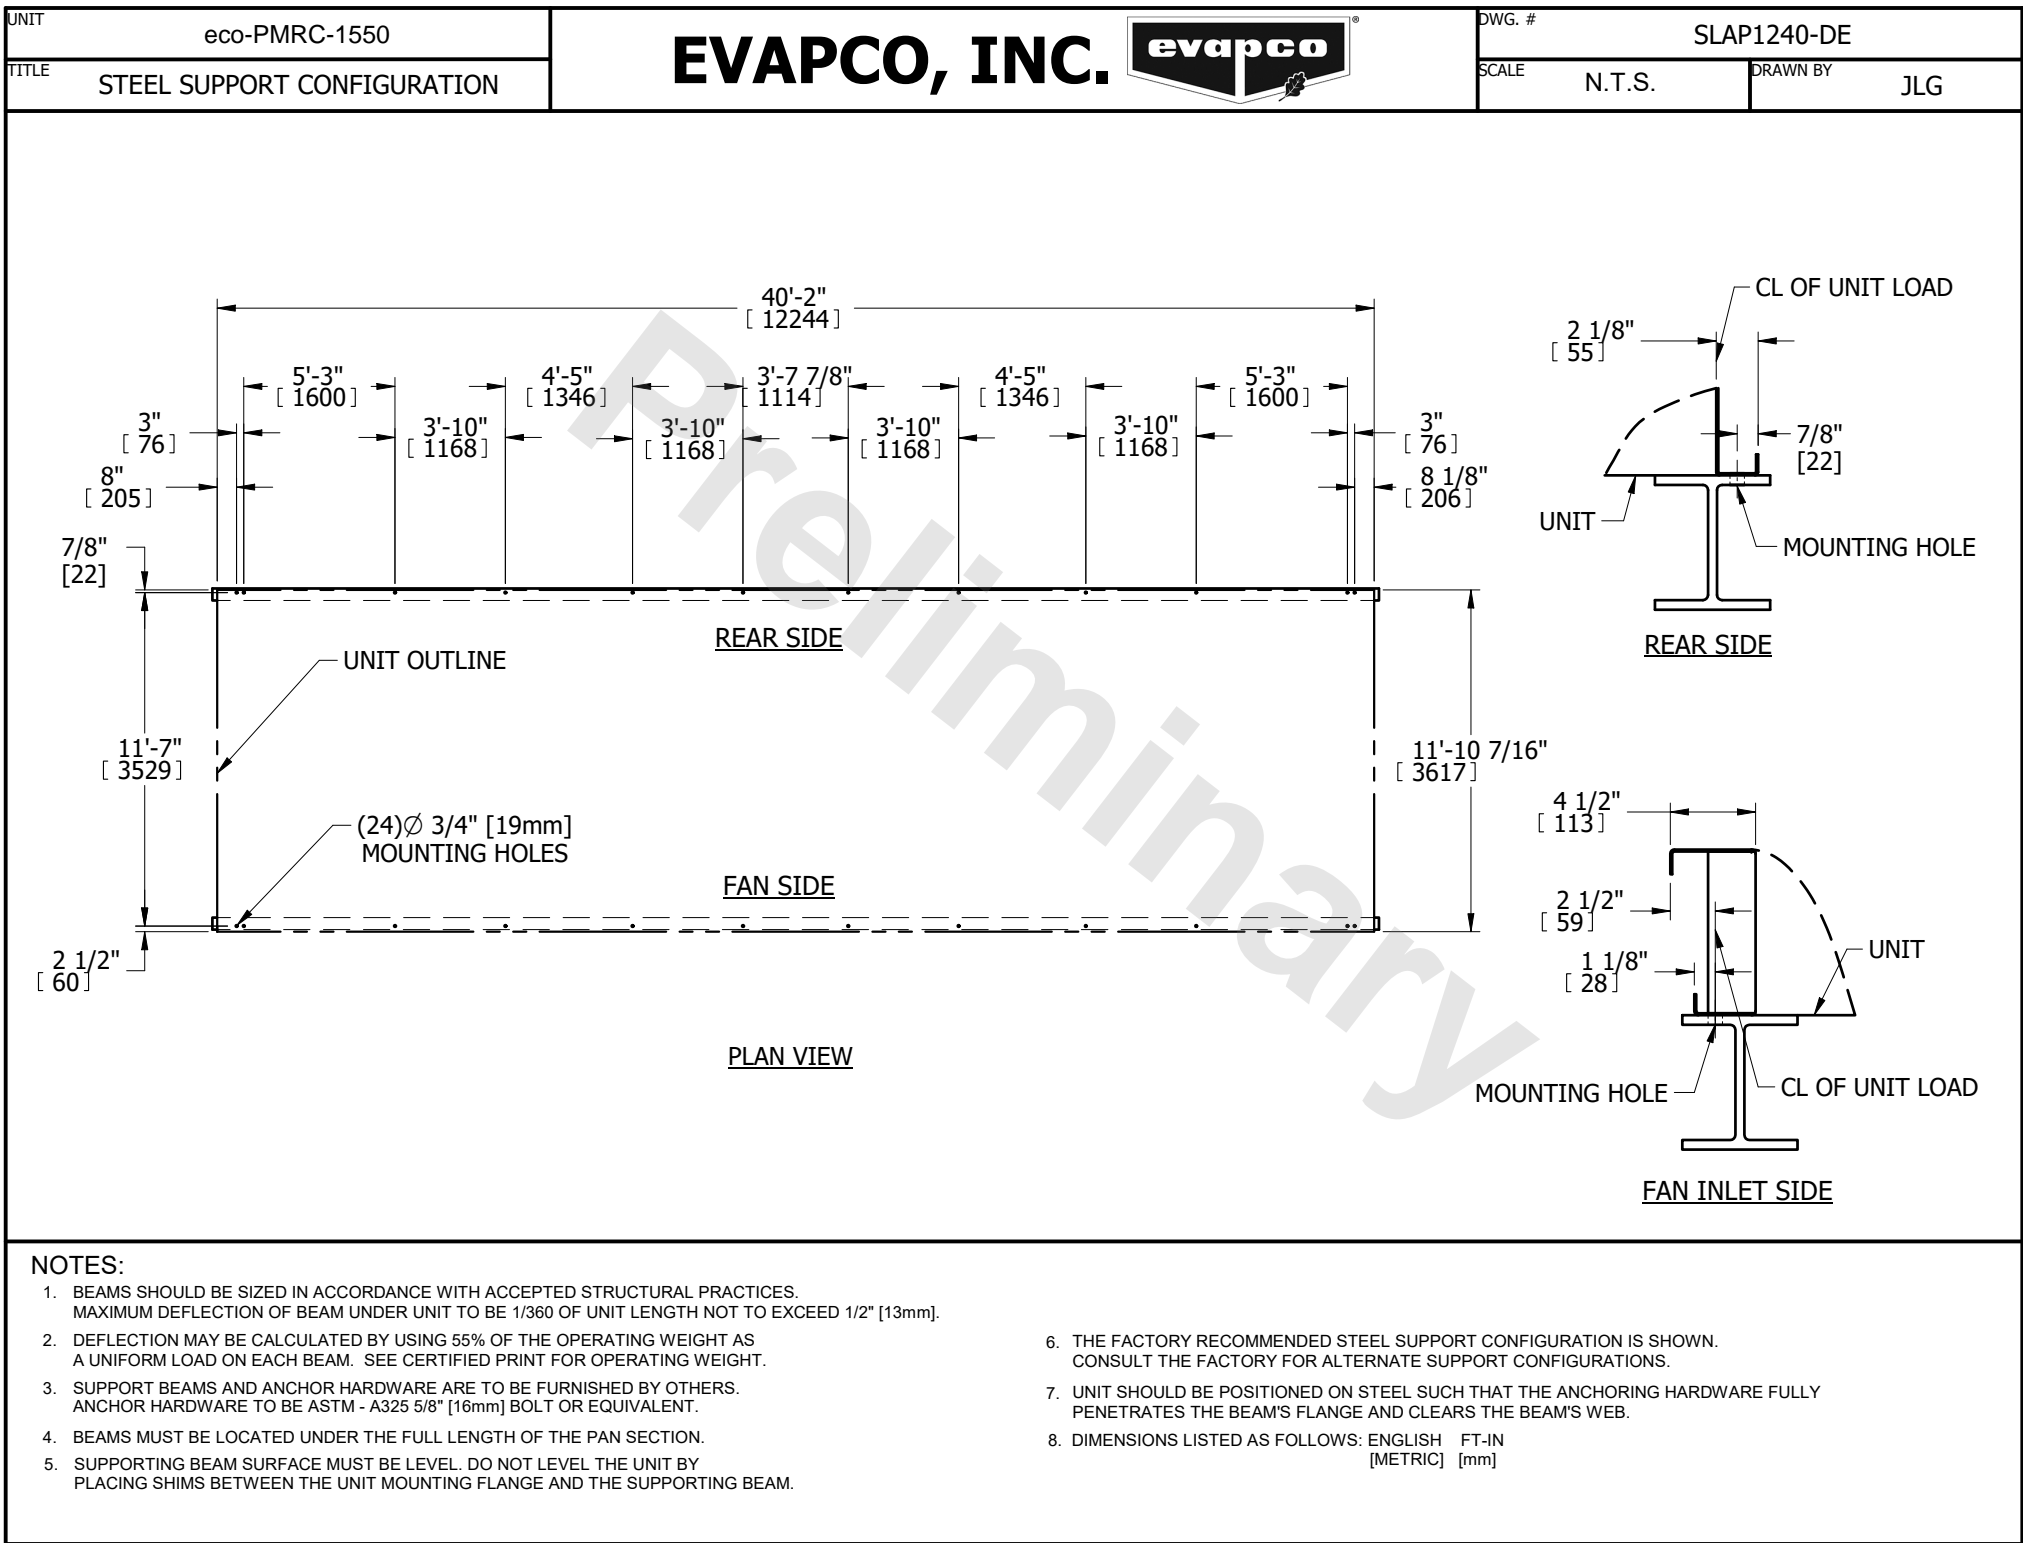 UNIT
eco-PMRC-1550
TITLE
STEEL SUPPORT CONFIGURATION
EVAPCO, INC.
evapco
®
DWG. #
SLAP1240-DE
SCALE
N.T.S.
DRAWN BY
JLG
40'-2"
[ 12244 ]
5'-3"
[ 1600 ]
4'-5"
[ 1346 ]
3'-7 7/8"
[ 1114 ]
4'-5"
[ 1346 ]
5'-3"
[ 1600 ]
3"
[ 76 ]
3'-10"
[ 1168 ]
3'-10"
[ 1168 ]
3'-10"
[ 1168 ]
3'-10"
[ 1168 ]
3"
[ 76 ]
8"
[ 205 ]
8 1/8"
[ 206 ]
7/8"
[22]
REAR SIDE
UNIT OUTLINE
11'-7"
[ 3529 ]
11'-10 7/16"
[ 3617 ]
(24)Ø 3/4" [19mm]
MOUNTING HOLES
FAN SIDE
2 1/2"
[ 60 ]
PLAN VIEW
Preliminary
CL OF UNIT LOAD
2 1/8"
[ 55 ]
7/8"
[22]
UNIT
MOUNTING HOLE
REAR SIDE
4 1/2"
[ 113 ]
2 1/2"
[ 59 ]
1 1/8"
[ 28 ]
UNIT
MOUNTING HOLE
CL OF UNIT LOAD
FAN INLET SIDE
NOTES:
1. BEAMS SHOULD BE SIZED IN ACCORDANCE WITH ACCEPTED STRUCTURAL PRACTICES.
MAXIMUM DEFLECTION OF BEAM UNDER UNIT TO BE 1/360 OF UNIT LENGTH NOT TO EXCEED 1/2" [13mm].
2. DEFLECTION MAY BE CALCULATED BY USING 55% OF THE OPERATING WEIGHT AS
A UNIFORM LOAD ON EACH BEAM. SEE CERTIFIED PRINT FOR OPERATING WEIGHT.
3. SUPPORT BEAMS AND ANCHOR HARDWARE ARE TO BE FURNISHED BY OTHERS.
ANCHOR HARDWARE TO BE ASTM - A325 5/8" [16mm] BOLT OR EQUIVALENT.
4. BEAMS MUST BE LOCATED UNDER THE FULL LENGTH OF THE PAN SECTION.
5. SUPPORTING BEAM SURFACE MUST BE LEVEL. DO NOT LEVEL THE UNIT BY
PLACING SHIMS BETWEEN THE UNIT MOUNTING FLANGE AND THE SUPPORTING BEAM.
6. THE FACTORY RECOMMENDED STEEL SUPPORT CONFIGURATION IS SHOWN.
CONSULT THE FACTORY FOR ALTERNATE SUPPORT CONFIGURATIONS.
7. UNIT SHOULD BE POSITIONED ON STEEL SUCH THAT THE ANCHORING HARDWARE FULLY
PENETRATES THE BEAM'S FLANGE AND CLEARS THE BEAM'S WEB.
8. DIMENSIONS LISTED AS FOLLOWS: ENGLISH FT-IN
[METRIC] [mm]